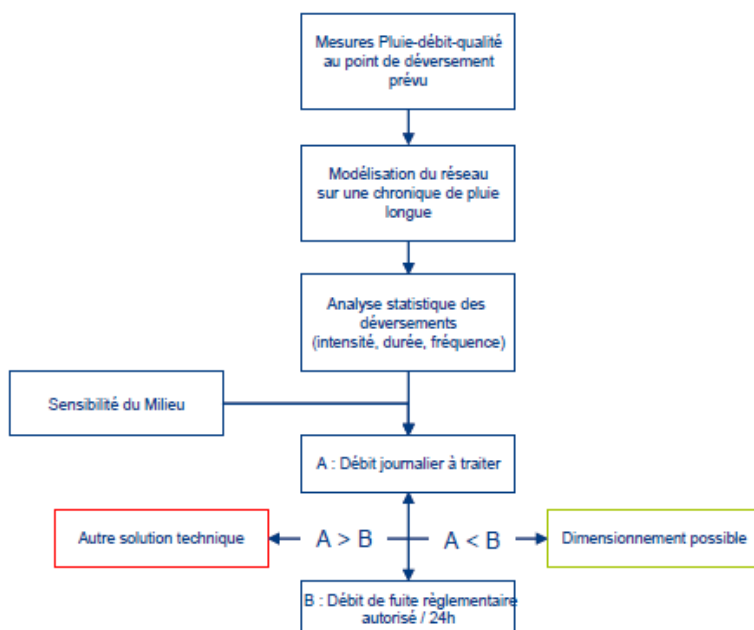 Mesures Pluie-débit-qualité
au point de déversement
prévu
Modélisation du réseau
sur une chronique de pluie
longue
Analyse statistique des
déversements
(intensité, durée, fréquence)
Sensibilité du Milieu
A : Débit journalier à traiter
Autre solution technique
A > B
A < B
Dimensionnement possible
B : Débit de fuite règlementaire
autorisé / 24h